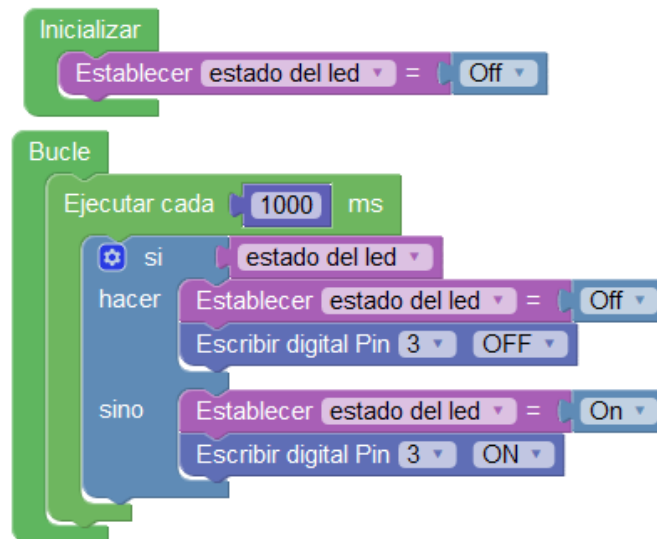 Inicializar
Establecer estado del led = Off
Bucle
Ejecutar cada 1000 ms
si estado del led
hacer Establecer estado del led = Off
Escribir digital Pin 3 OFF
sino Establecer estado del led = On
Escribir digital Pin 3 ON